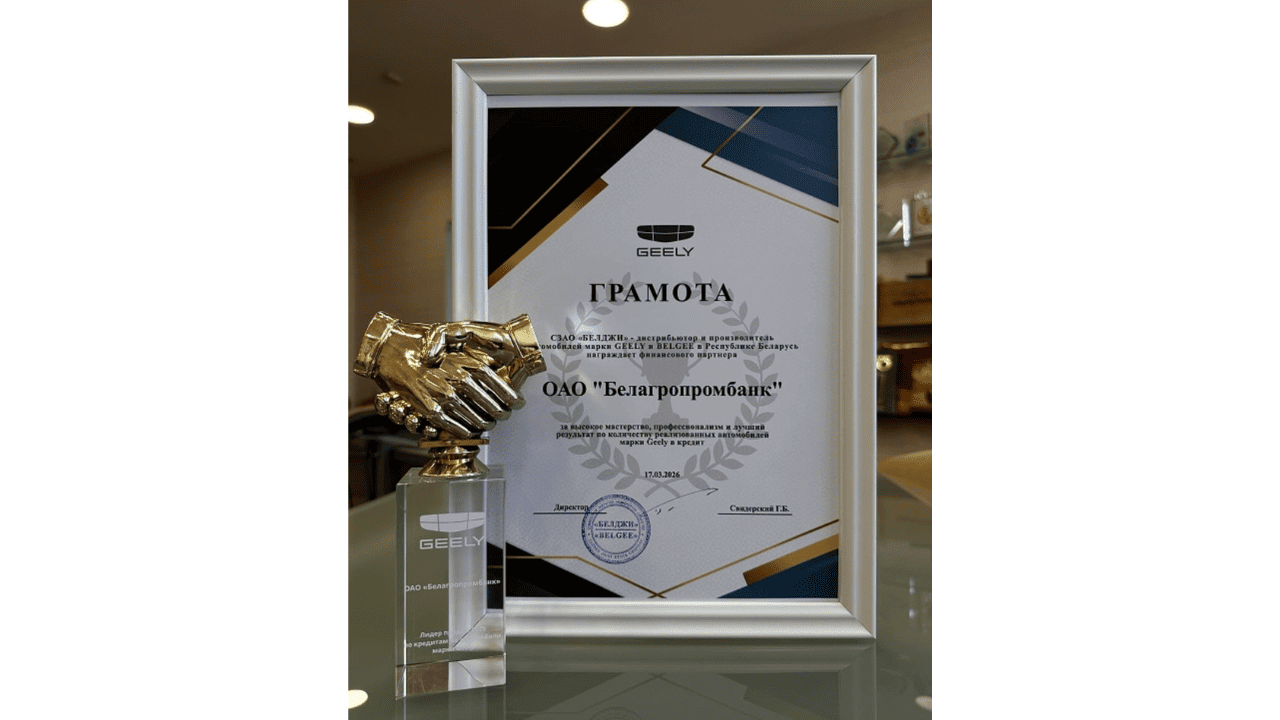 GEELY
ГРАМОТА
СЗАО «БЕЛДЖИ» - дистрибьютор и производитель
марки GEELY и BELGEE в Республике Беларусь
награждает финансового партнера
ОАО "Белагропромбанк"
за высокое мастерство, профессионализм и лучший
результат по количеству реализованных автомобилей
марки Geely в кредит
17.03.2026
Директор
Свидерский Г.Б.
«БЕЛДЖИ»
«BELGEE»
GEELY
ОАО «Белагропромбанк»
Лидер
кредитам